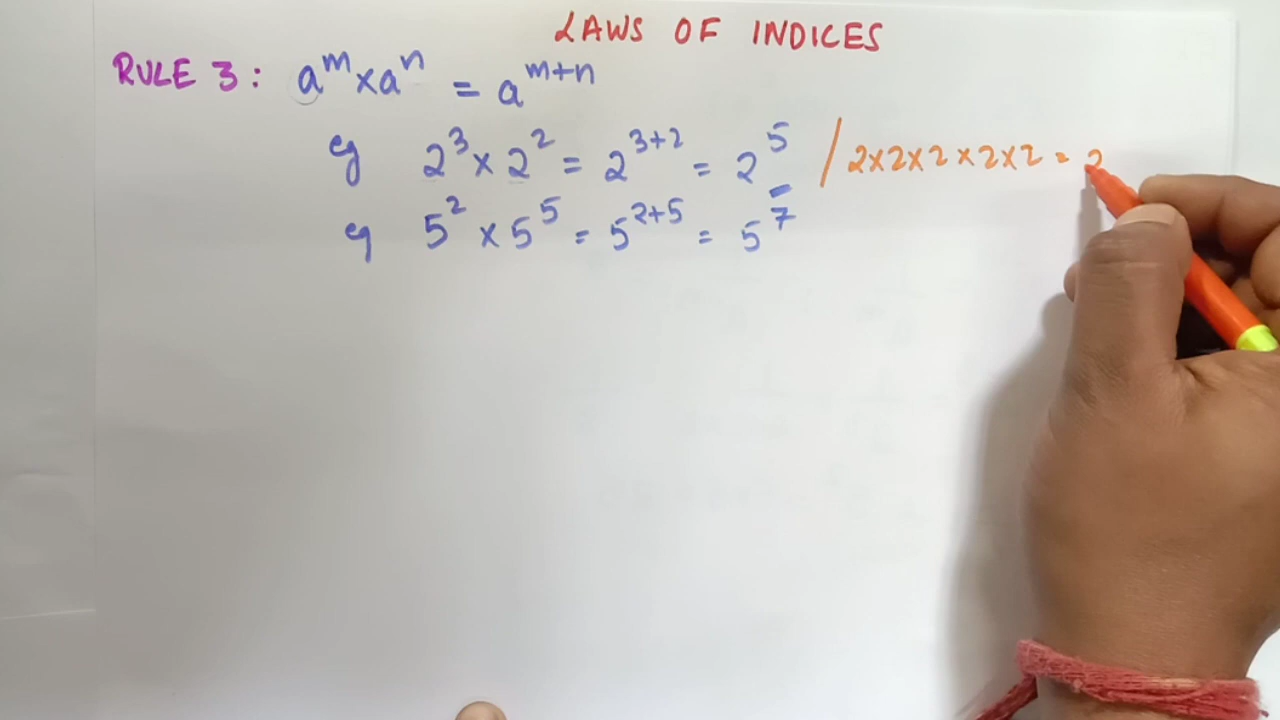 LAWS OF INDICES
RULE 3: a^m × a^n = a^(m+n)
eg 2^3 × 2^2 = 2^(3+2) = 2^5 / 2×2×2×2×2 = 2
eg 5^2 × 5^5 = 5^(2+5) = 5^7